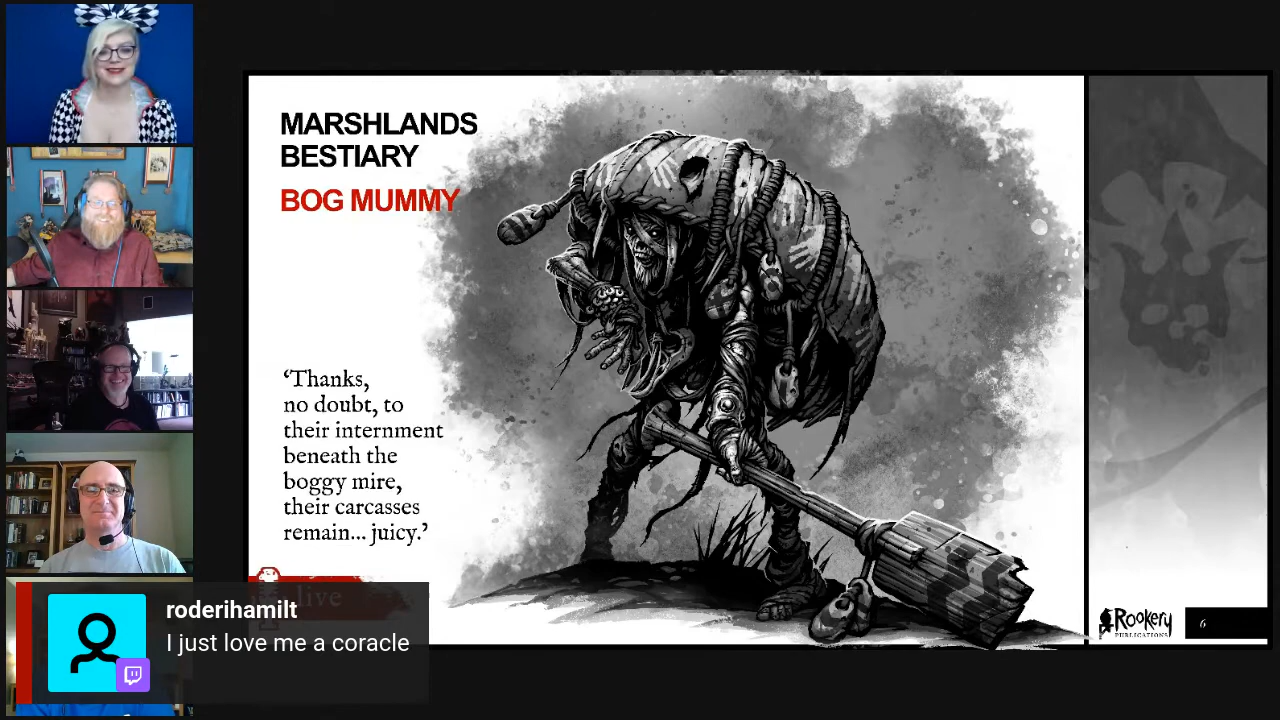 MARSHLANDS
BESTIARY
BOG MUMMY
‘Thanks,
no doubt, to
their internment
beneath the
boggy mire,
their carcasses
remain... juicy.’
live
roderihamilt
I just love me a coracle
Rookery
PUBLICATIONS
6